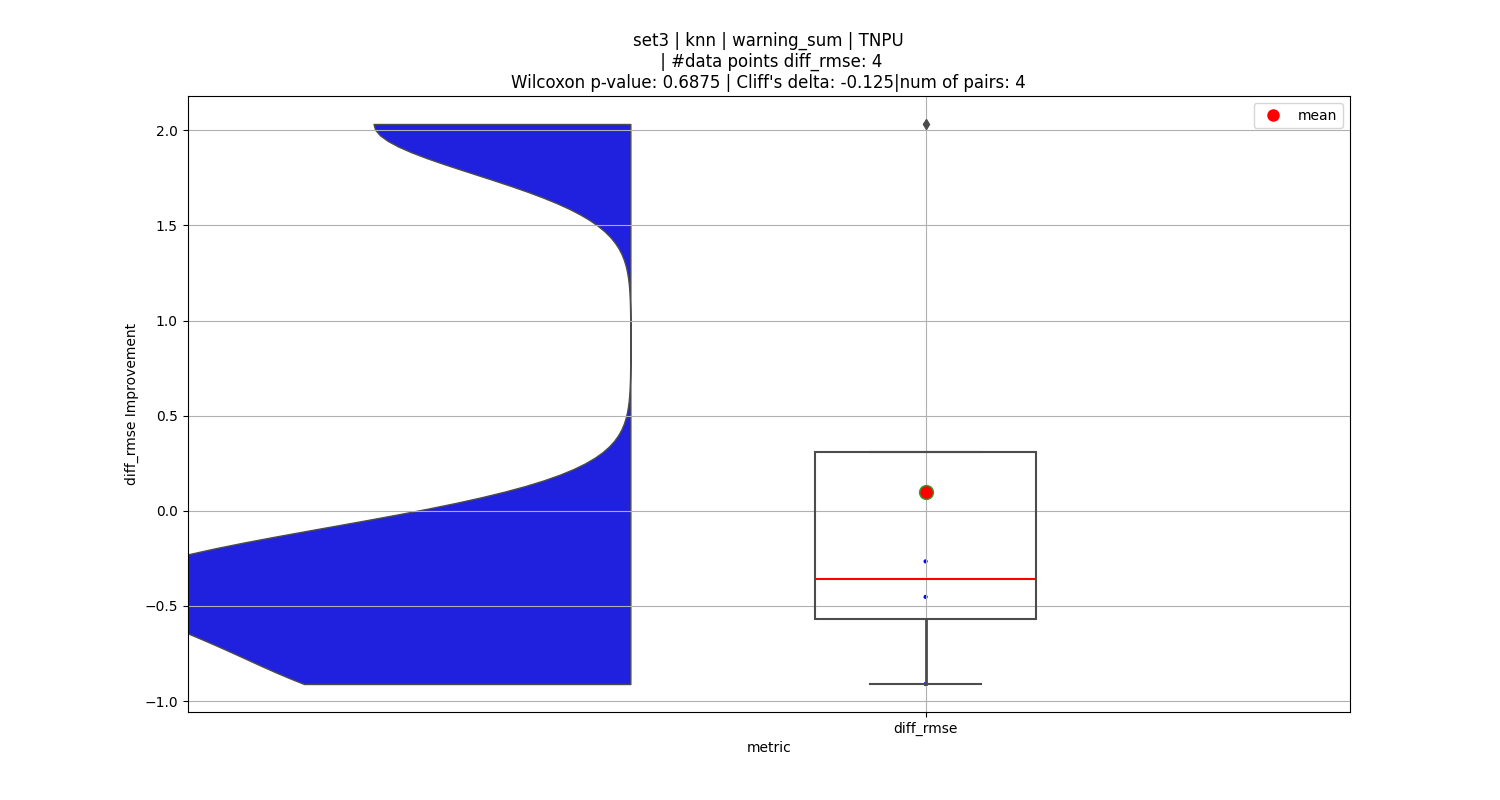 set3 | knn | warning_sum | TNPU
| #data points diff_rmse: 4
Wilcoxon p-value: 0.6875 | Cliff's delta: -0.125|num of pairs: 4
mean
2.0
1.5
1.0
0.5
0.0
−0.5
−1.0
diff_rmse Improvement
diff_rmse
metric